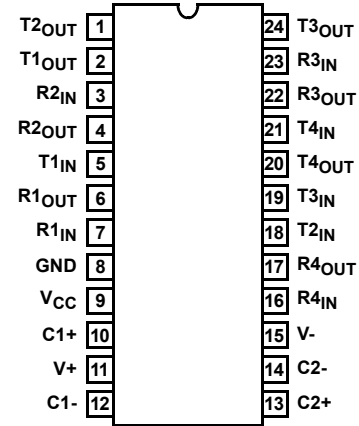 T2OUT 1 24 T3OUT
T1OUT 2 23 R3IN
R2IN 3 22 R3OUT
R2OUT 4 21 T4IN
T1IN 5 20 T4OUT
R1OUT 6 19 T3IN
R1IN 7 18 T2IN
GND 8 17 R4OUT
VCC 9 16 R4IN
C1+ 10 15 V-
V+ 11 14 C2-
C1- 12 13 C2+